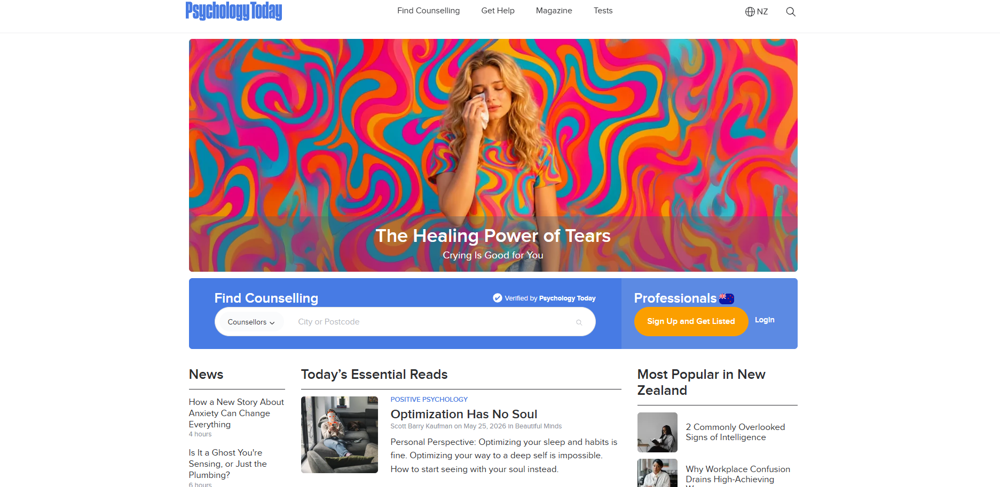 Psychology Today
Find Counselling
Get Help
Magazine
Tests
NZ
The Healing Power of Tears
Crying Is Good for You
Find Counselling
Verified by Psychology Today
Counsellors
City or Postcode
Professionals
Sign Up and Get Listed
Login
News
How a New Story About
Anxiety Can Change
Everything
4 hours
Is It a Ghost You're
Sensing, or Just the
Plumbing?
6 hours
Today’s Essential Reads
POSITIVE PSYCHOLOGY
Optimization Has No Soul
Scott Barry Kaufman on May 25, 2026 in Beautiful Minds
Personal Perspective: Optimizing your sleep and habits is
fine. Optimizing your way to a deep self is impossible.
How to start seeing with your soul instead.
Most Popular in New
Zealand
2 Commonly Overlooked
Signs of Intelligence
Why Workplace Confusion
Drains High-Achieving